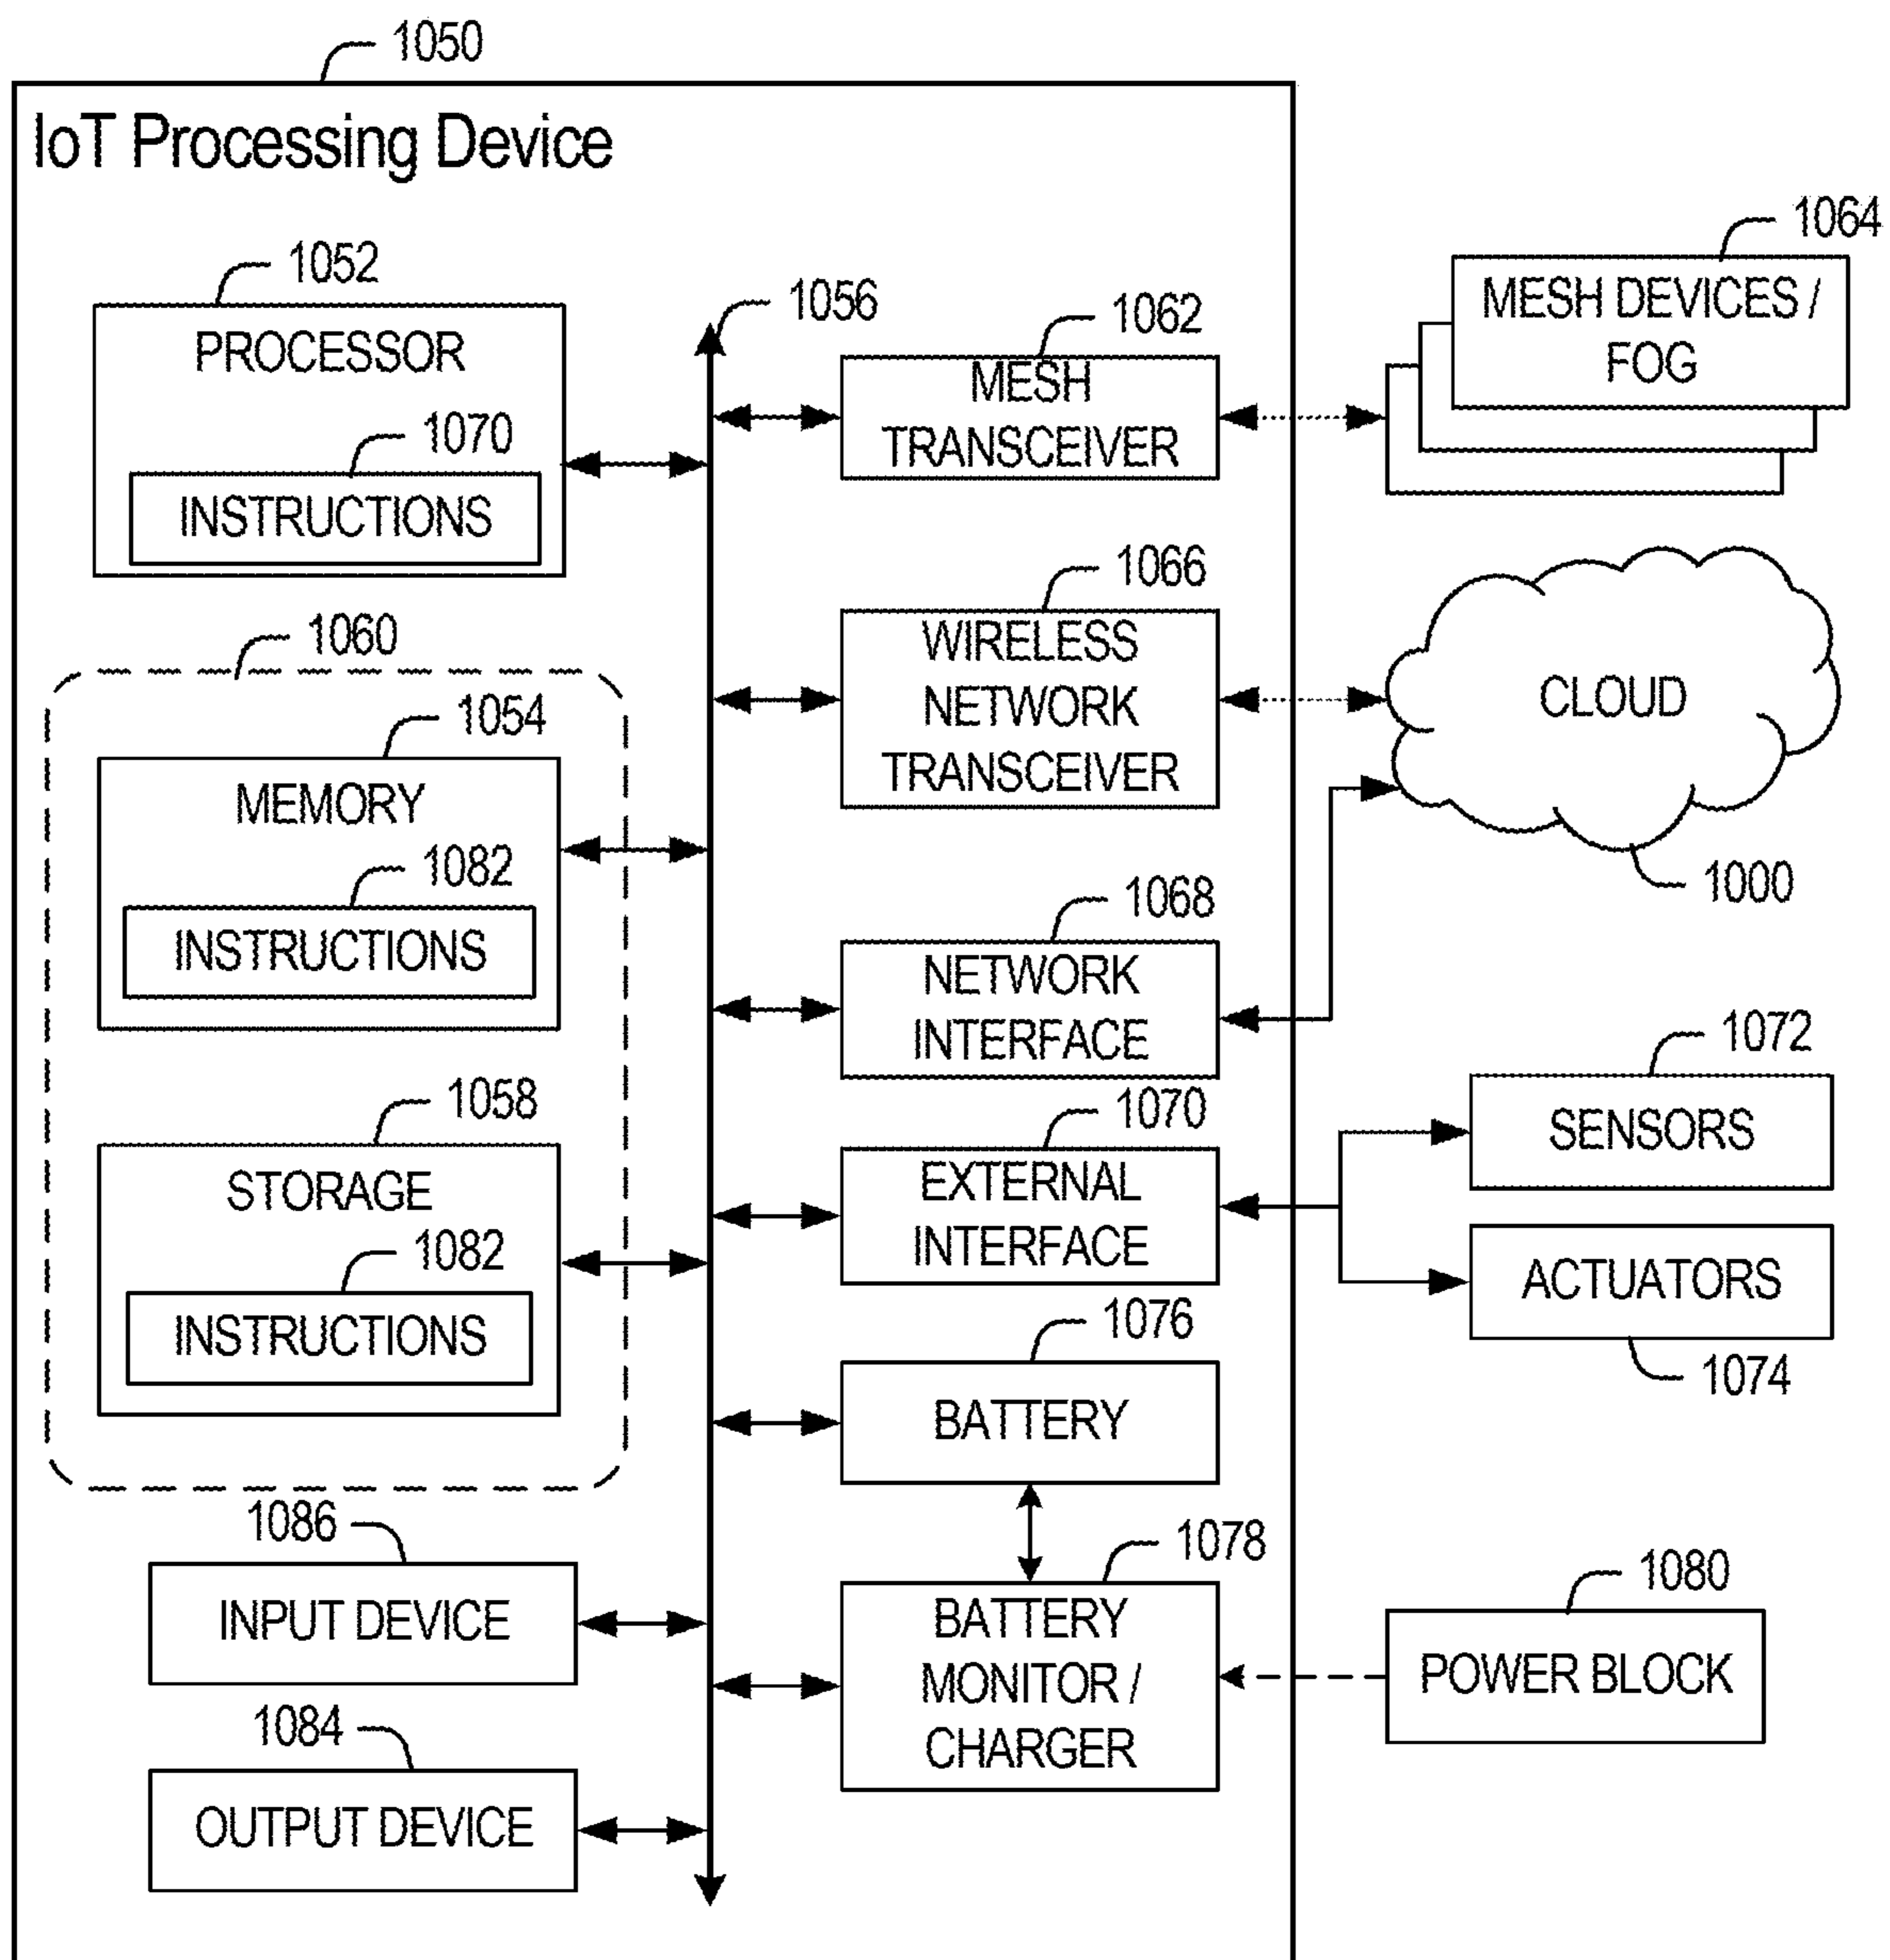 1050
IoT Processing Device
1052
PROCESSOR
1070
INSTRUCTIONS
1060
1054
MEMORY
1082
INSTRUCTIONS
1058
STORAGE
1082
INSTRUCTIONS
1086
INPUT DEVICE
1084
OUTPUT DEVICE
1056
1062
MESH
TRANSCEIVER
1066
WIRELESS
NETWORK
TRANSCEIVER
1068
NETWORK
INTERFACE
1070
EXTERNAL
INTERFACE
1076
BATTERY
1078
BATTERY
MONITOR /
CHARGER
1064
MESH DEVICES /
FOG
CLOUD
1000
1072
SENSORS
ACTUATORS
1074
1080
POWER BLOCK